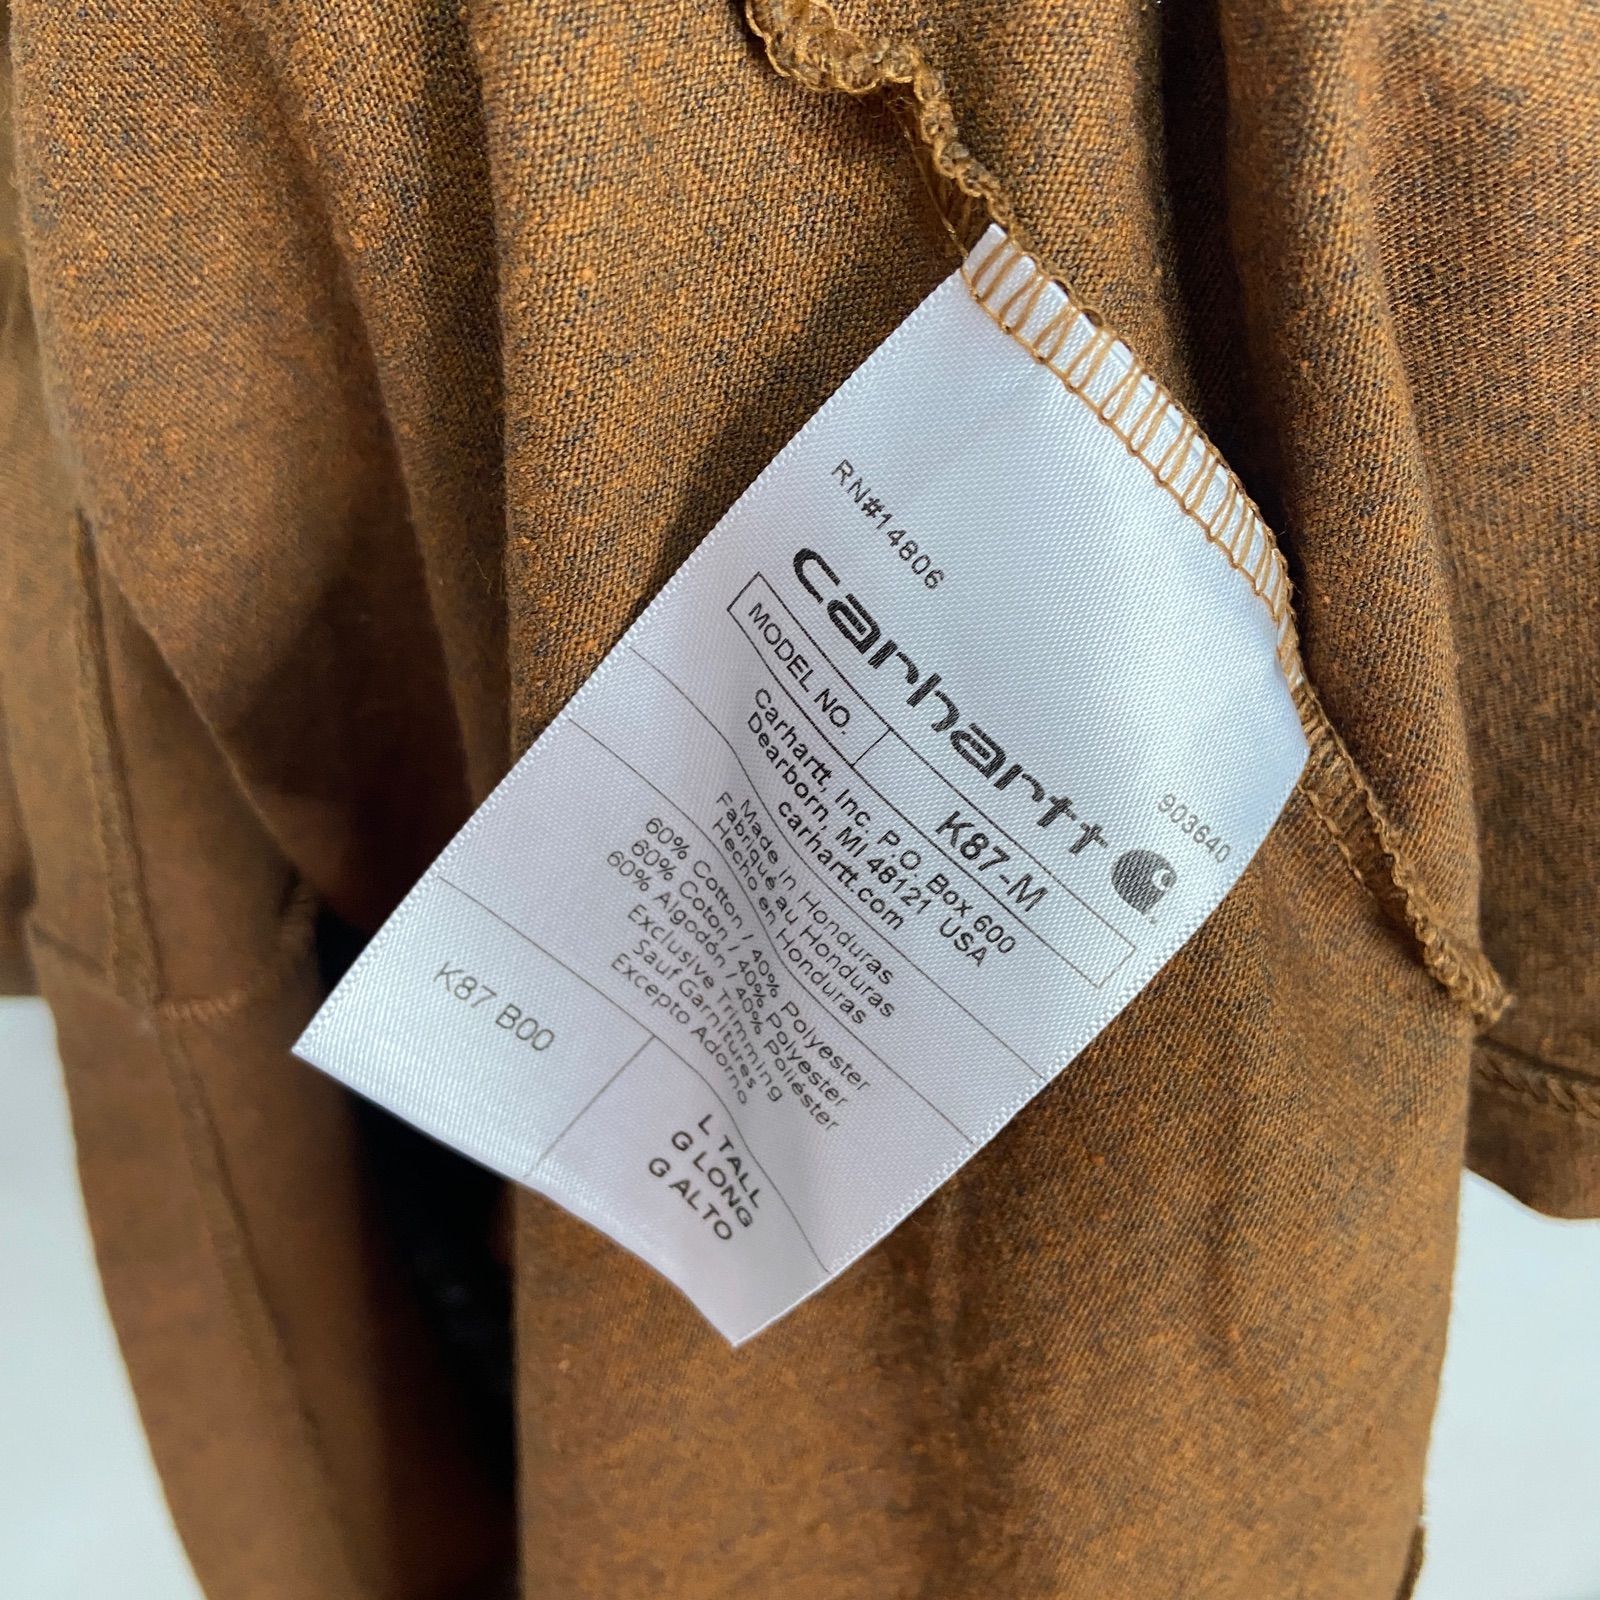 RN#14806
903640
carhartt
MODEL NO. K87-M
Carhartt, Inc. P.O. Box 600
Dearborn, MI 48121 USA
carhartt.com
Made in Honduras
Fabriqué au Honduras
Hecho en Honduras
60% Cotton / 40% Polyester
60% Coton / 40% Polyester
60% Algodón / 40% Poliéster
Exclusive Trimming
Sauf Garnitures
Excepto Adorno
K87 B00
L TALL
G LONG
G ALTO